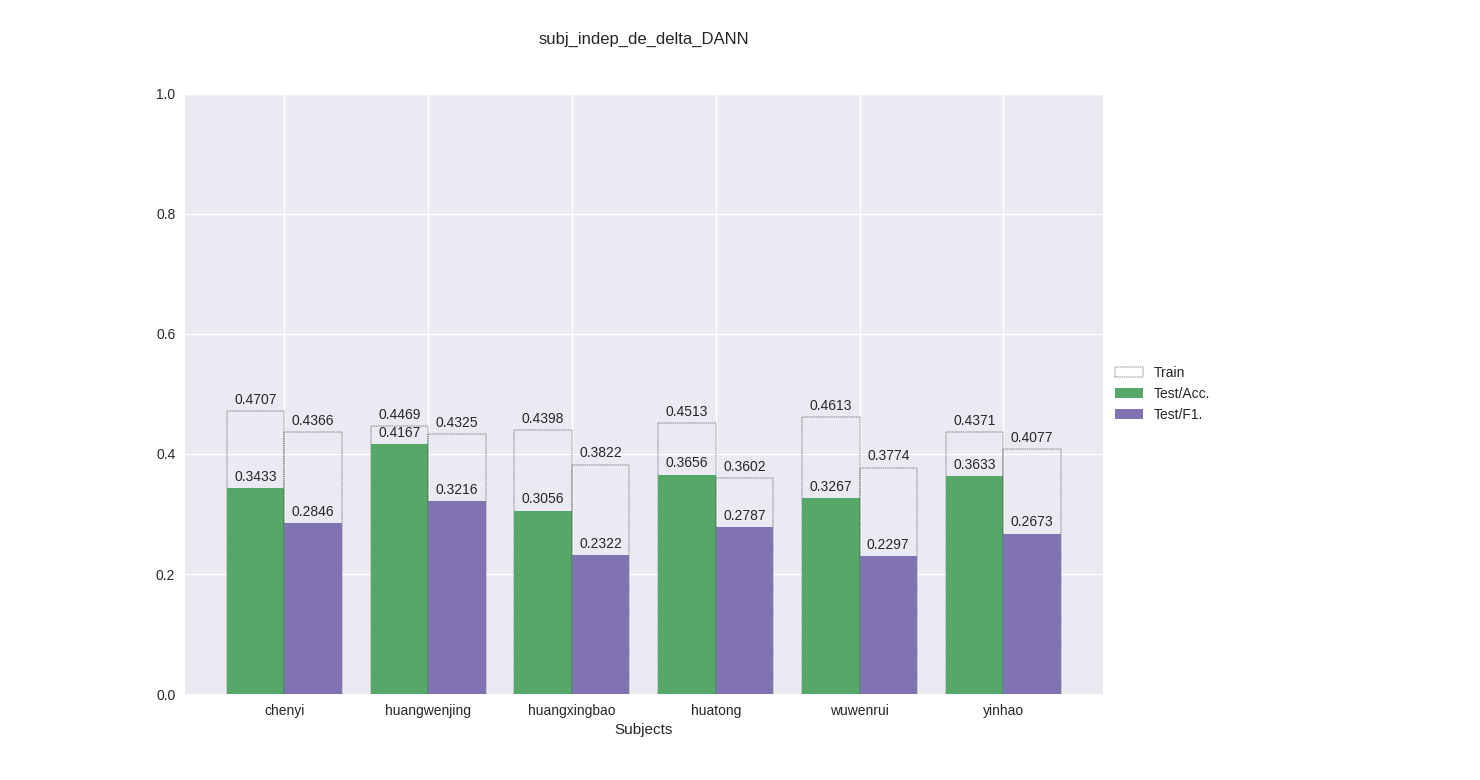 subj_indep_de_delta_DANN
1.0
0.8
0.6
0.4
0.2
0.0
0.4707
0.4366
0.3433
0.2846
0.4469
0.4325
0.4167
0.3216
0.4398
0.3822
0.3056
0.2322
0.4513
0.3602
0.3656
0.2787
0.4613
0.3774
0.3267
0.2297
0.4371
0.4077
0.3633
0.2673
chenyi
huangwenjing
huangxingbao
huatong
wuwenrui
yinhao
Subjects
Train
Test/Acc.
Test/F1.